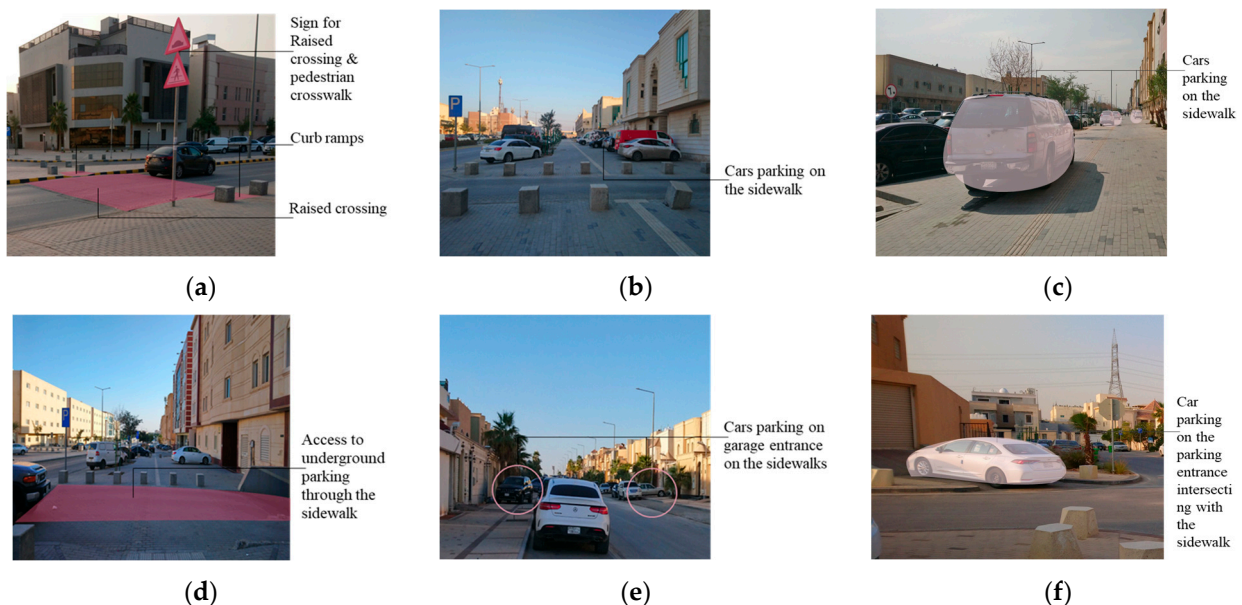 Sign for
Raised
crossing &
pedestrian
crosswalk
Curb ramps
Raised crossing
(a)
P
Cars parking on
the sidewalk
(b)
Cars
parking
on the
sidewalk
(c)
P
Access to
underground
parking
through the
sidewalk
(d)
Cars parking on
garage entrance
on the sidewalks
(e)
Car
parking
on the
parking
entrance
intersecti
ng with
the
sidewalk
(f)